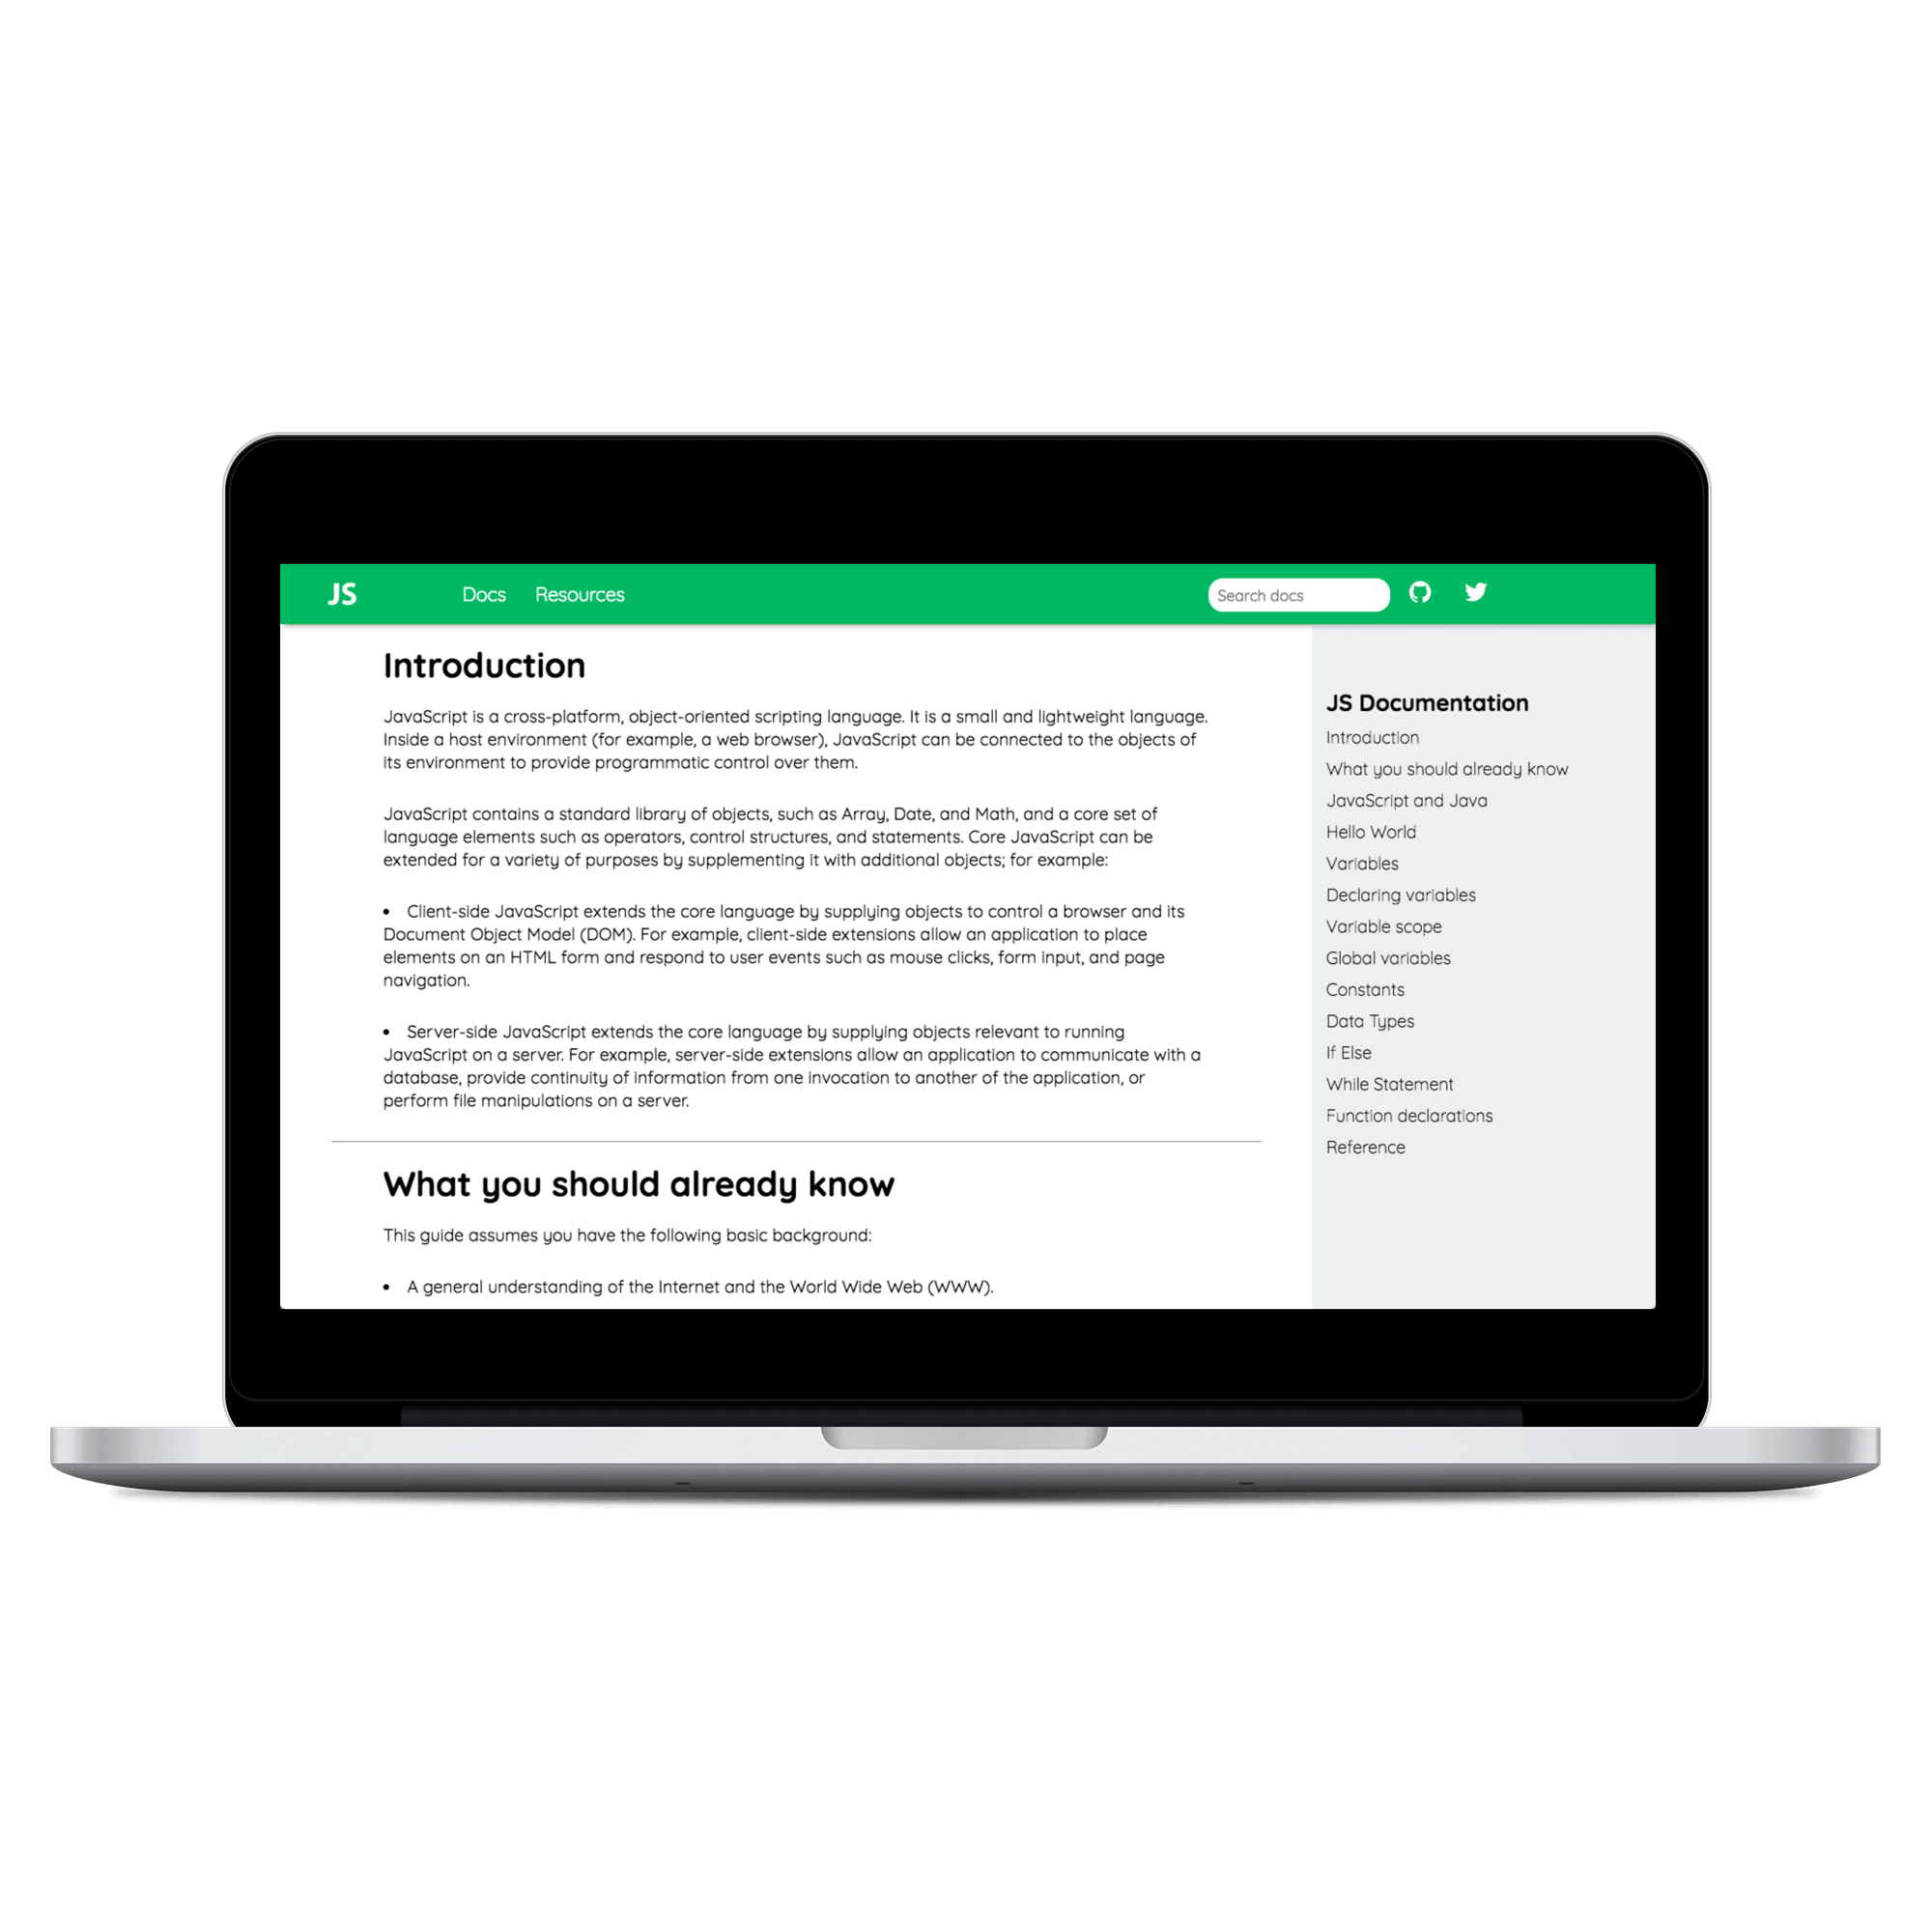 JS
Docs Resources
Search docs
Introduction
JavaScript is a cross-platform, object-oriented scripting language. It is a small and lightweight language.
Inside a host environment (for example, a web browser), JavaScript can be connected to the objects of
its environment to provide programmatic control over them.
JavaScript contains a standard library of objects, such as Array, Date, and Math, and a core set of
language elements such as operators, control structures, and statements. Core JavaScript can be
extended for a variety of purposes by supplementing it with additional objects; for example:
• Client-side JavaScript extends the core language by supplying objects to control a browser and its
Document Object Model (DOM). For example, client-side extensions allow an application to place
elements on an HTML form and respond to user events such as mouse clicks, form input, and page
navigation.
• Server-side JavaScript extends the core language by supplying objects relevant to running
JavaScript on a server. For example, server-side extensions allow an application to communicate with a
database, provide continuity of information from one invocation to another of the application, or
perform file manipulations on a server.
What you should already know
This guide assumes you have the following basic background:
• A general understanding of the Internet and the World Wide Web (WWW).
JS Documentation
Introduction
What you should already know
JavaScript and Java
Hello World
Variables
Declaring variables
Variable scope
Global variables
Constants
Data Types
If Else
While Statement
Function declarations
Reference